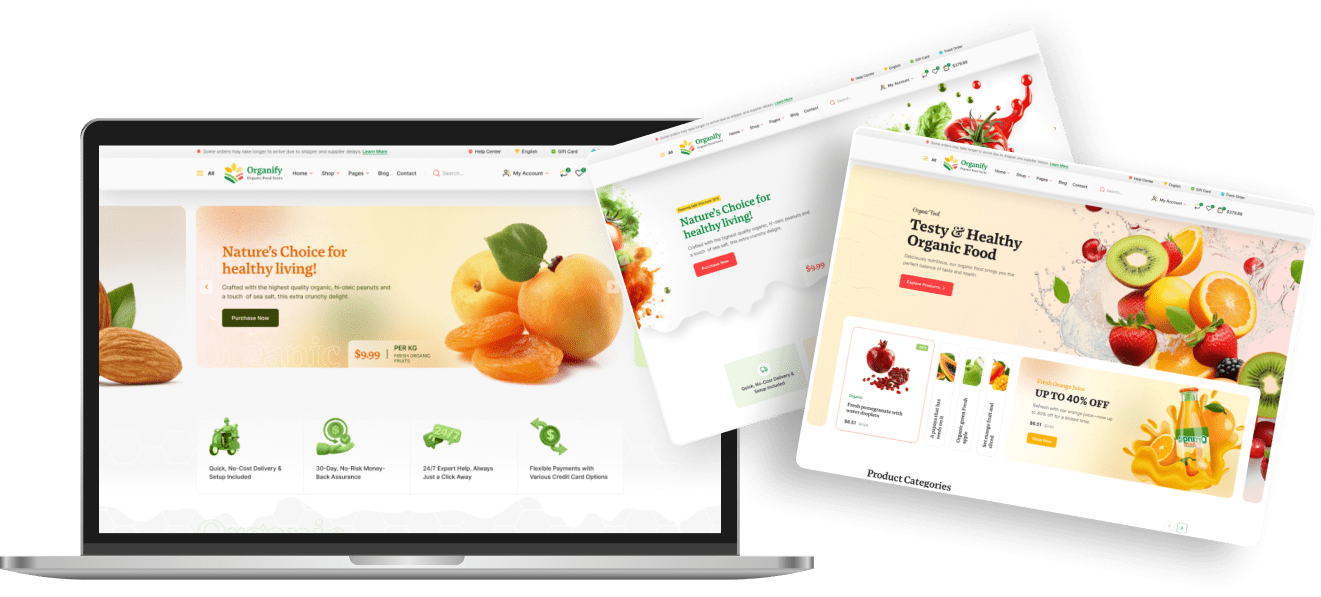 Some orders may take longer to arrive due to shipper and supplier delays. Learn More
Help Center
English
Gift Card
All
Organify
Organic Food Store
Home
Shop
Pages
Blog
Contact
Search...
My Account
Nature's Choice for
healthy living!
Crafted with the highest quality organic, hi-oleic peanuts and
a touch of sea salt, this extra crunchy delight.
Purchase Now
Organic
$9.99
PER KG
FRESH ORGANIC
FRUITS
Quick, No-Cost Delivery &
Setup Included
30-Day, No-Risk Money-
Back Assurance
24/7
24/7 Expert Help, Always
Just a Click Away
Flexible Payments with
Various Credit Card Options
Organic
Some orders may take longer to arrive due to shipper and supplier delays. Learn More
Help Center
English
Gift Card
Track Order
All
Organify
Organic Food Store
Home
Shop
Pages
Blog
Contact
Search...
My Account
$379.88
Nature's Choice for
healthy living!
Crafted with the highest quality organic, hi-oleic peanuts and
a touch of sea salt, this extra crunchy delight.
Purchase Now
$9.99
Quick, No-Cost Delivery &
Setup Included
Some orders may take longer to arrive due to shipper and supplier delays. Learn More
Help Center
English
Gift Card
Track Order
All
Organify
Organic Food Store
Home
Shop
Pages
Blog
Contact
Search...
My Account
$379.88
Organic Food
Testy & Healthy
Organic Food
Deliciously nutritious, our organic food brings you the
perfect balance of taste and health.
Explore Products
Organic
Fresh pomegranate with
water droplets
$6.51
A papaya that has
seeds on it
Organic green Fresh
apple
Set mango fruit and
sliced
Fresh Orange Juice
UP TO 40% OFF
Refresh with our orange juice—now up
to 40% off for a limited time.
$6.51
Shop Now
Product Categories